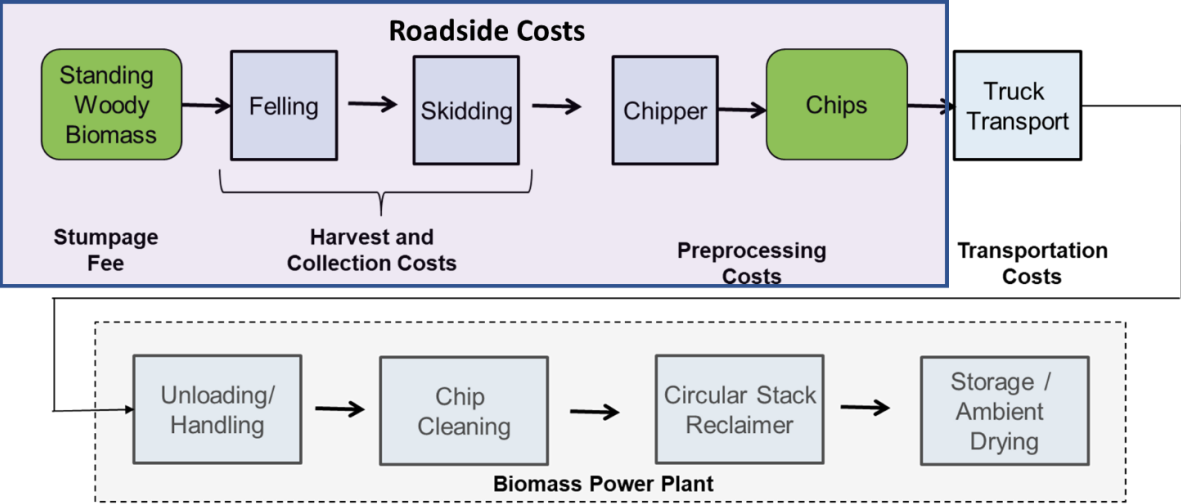 Roadside Costs
Standing
Woody
Biomass
Felling
Skidding
Chipper
Chips
Truck
Transport
Stumpage
Fee
Harvest and
Collection Costs
Preprocessing
Costs
Transportation
Costs
Unloading/
Handling
Chip
Cleaning
Circular Stack
Reclaimer
Storage /
Ambient
Drying
Biomass Power Plant